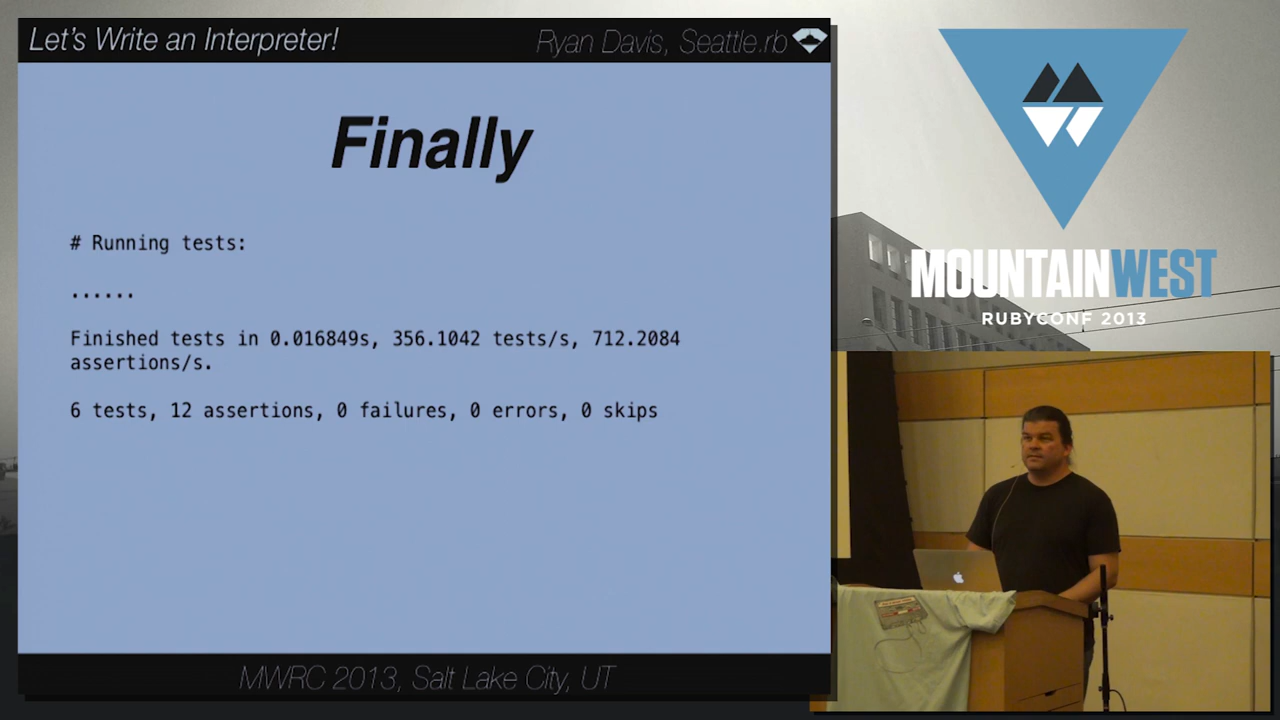 Let's Write an Interpreter!
Ryan Davis, Seattle.rb
Finally
# Running tests:
......
Finished tests in 0.016849s, 356.1042 tests/s, 712.2084
assertions/s.
6 tests, 12 assertions, 0 failures, 0 errors, 0 skips
MWRC 2013, Salt Lake City, UT
MOUNTAINWEST
RUBYCONF 2013